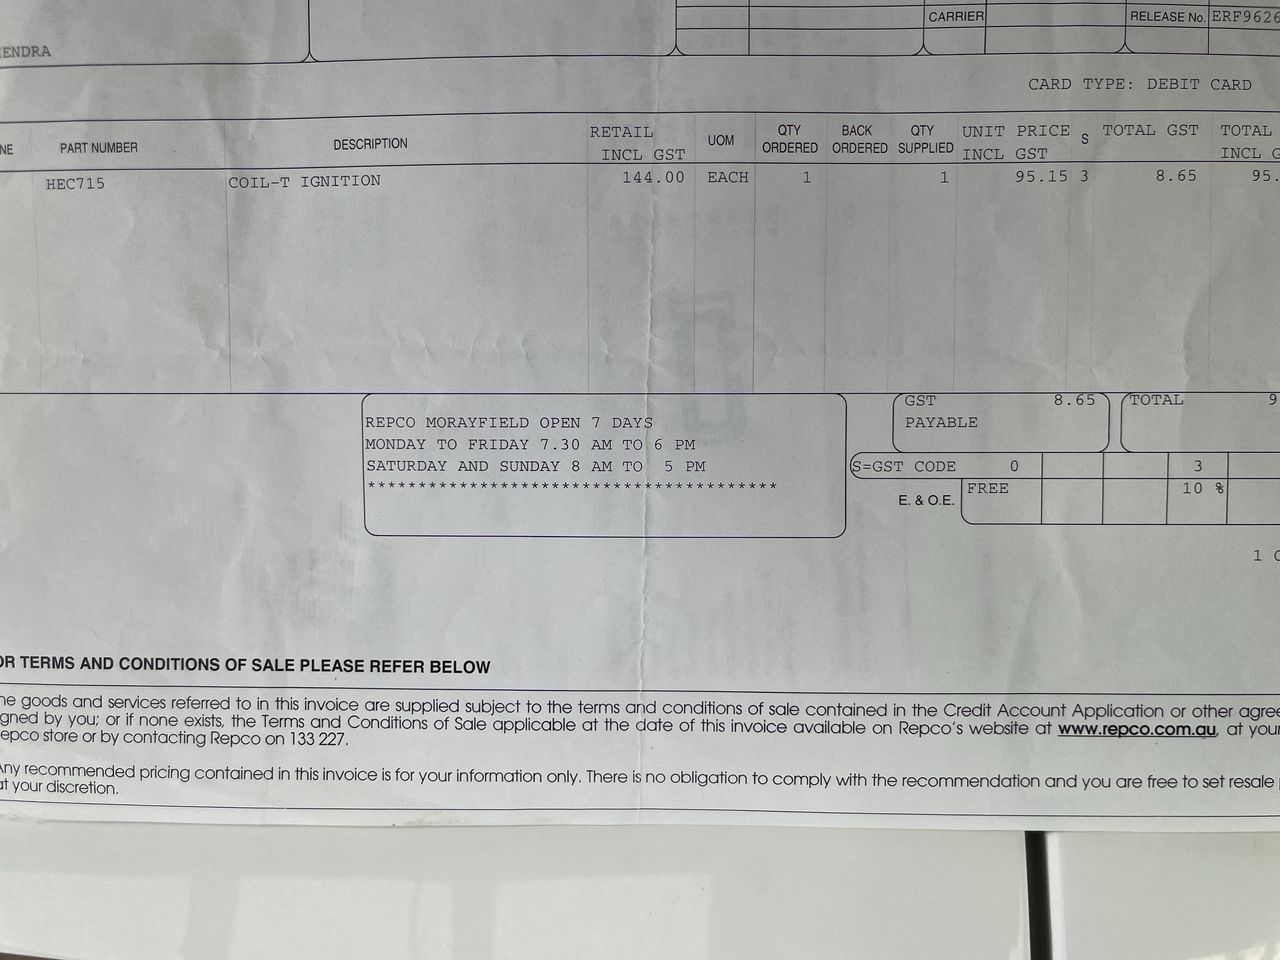 CARRIER
RELEASE No. ERF9626
ENDRA
CARD TYPE: DEBIT CARD
NE PART NUMBER DESCRIPTION RETAIL INCL GST UOM QTY ORDERED BACK ORDERED QTY SUPPLIED UNIT PRICE INCL GST S TOTAL GST TOTAL INCL G
HEC715 COIL-T IGNITION 144.00 EACH 1 1 95.15 3 8.65 95.
GST PAYABLE 8.65 TOTAL 9
REPCO MORAYFIELD OPEN 7 DAYS
MONDAY TO FRIDAY 7.30 AM TO 6 PM
SATURDAY AND SUNDAY 8 AM TO 5 PM
****************************************
S=GST CODE 0 3
E. & O.E. FREE 10 %
1
OR TERMS AND CONDITIONS OF SALE PLEASE REFER BELOW
he goods and services referred to in this invoice are supplied subject to the terms and conditions of sale contained in the Credit Account Application or other agree
gned by you; or if none exists, the Terms and Conditions of Sale applicable at the date of this invoice available on Repco's website at www.repco.com.au, at your
epco store or by contacting Repco on 133 227.
Any recommended pricing contained in this invoice is for your information only. There is no obligation to comply with the recommendation and you are free to set resale
at your discretion.